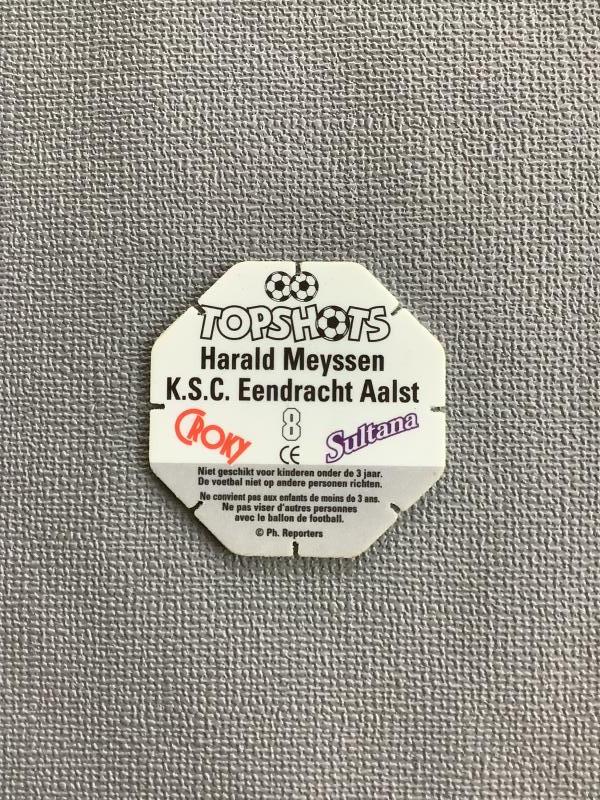 TOPSHOTS
Harald Meyssen
K.S.C. Eendracht Aalst
CROKY 8 Sultana
CE
Niet geschikt voor kinderen onder de 3 jaar.
De voetbal niet op andere personen richten.
Ne convient pas aux enfants de moins de 3 ans.
Ne pas viser d'autres personnes
avec le ballon de football.
© Ph. Reporters